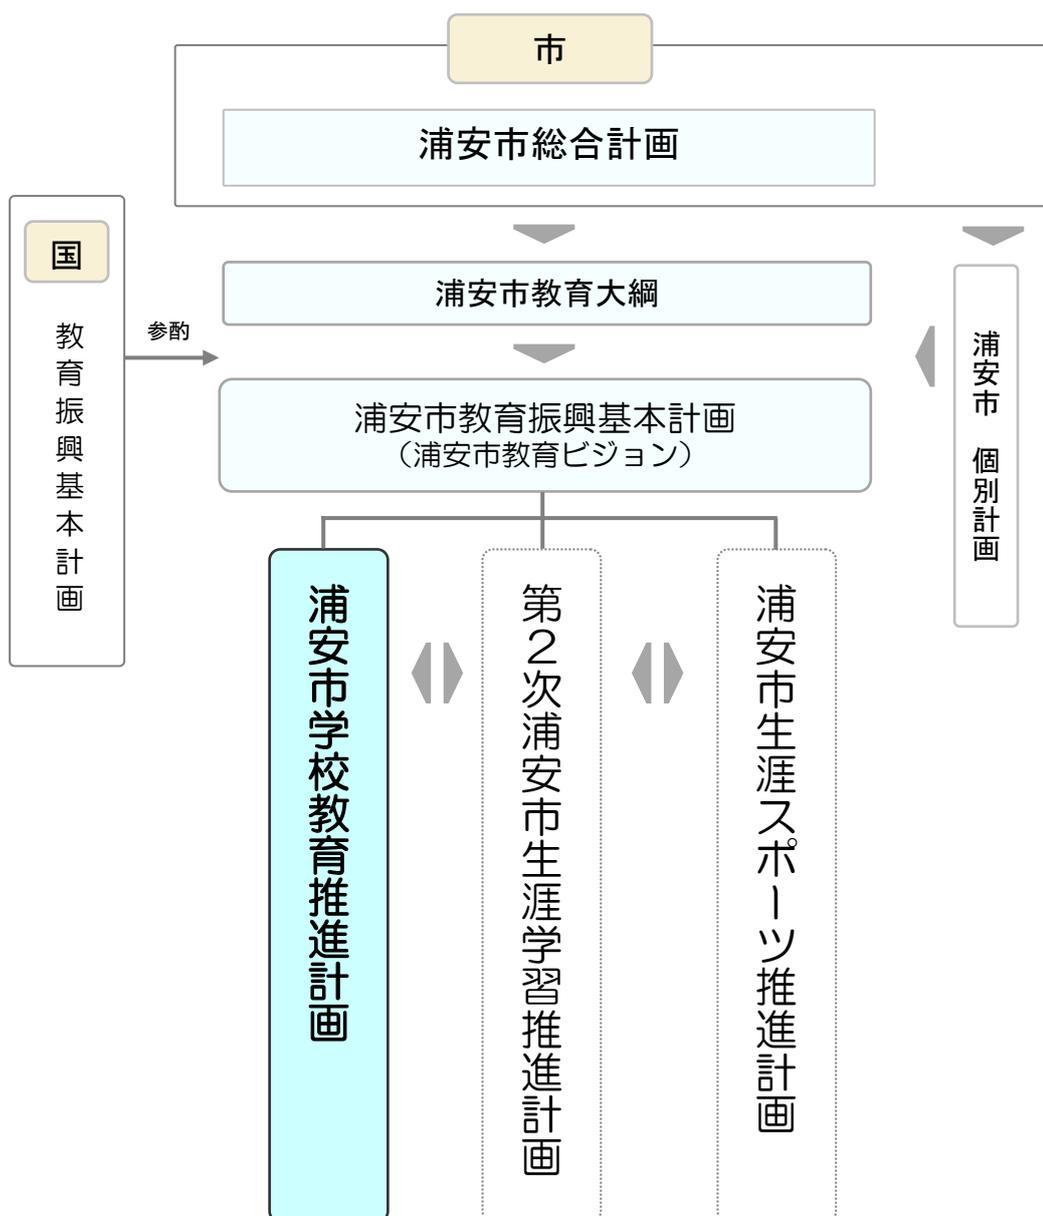 市
浦安市総合計画
国
教育振興基本計画
参酌
浦安市教育大綱
浦安市教育振興基本計画
（浦安市教育ビジョン）
浦安市　個別計画
浦安市学校教育推進計画
第２次浦安市生涯学習推進計画
浦安市生涯スポーツ推進計画